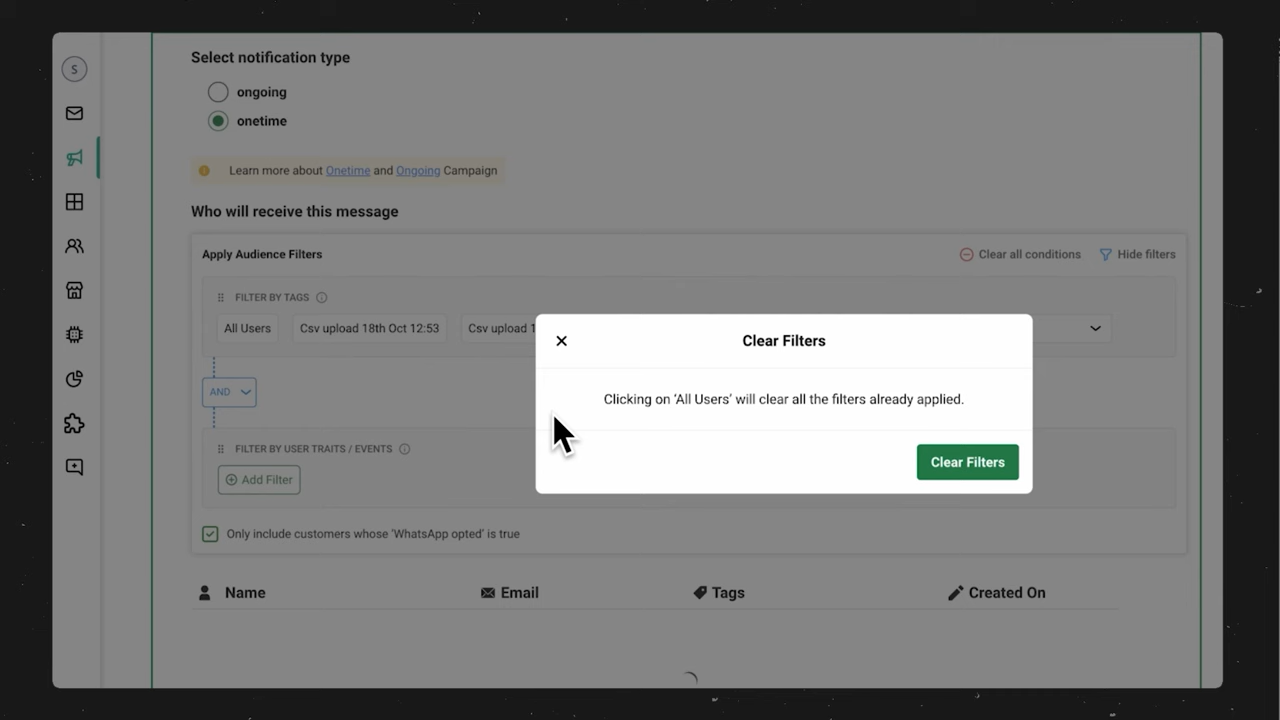 S
Select notification type
ongoing
onetime
Learn more about Onetime and Ongoing Campaign
Who will receive this message
Apply Audience Filters
Clear all conditions
Hide filters
FILTER BY TAGS
All Users
Csv upload 18th Oct 12:53
Csv upload 1
Clear Filters
Clicking on ‘All Users’ will clear all the filters already applied.
Clear Filters
AND
FILTER BY USER TRAITS / EVENTS
Add Filter
Only include customers whose ‘WhatsApp opted’ is true
Name
Email
Tags
Created On